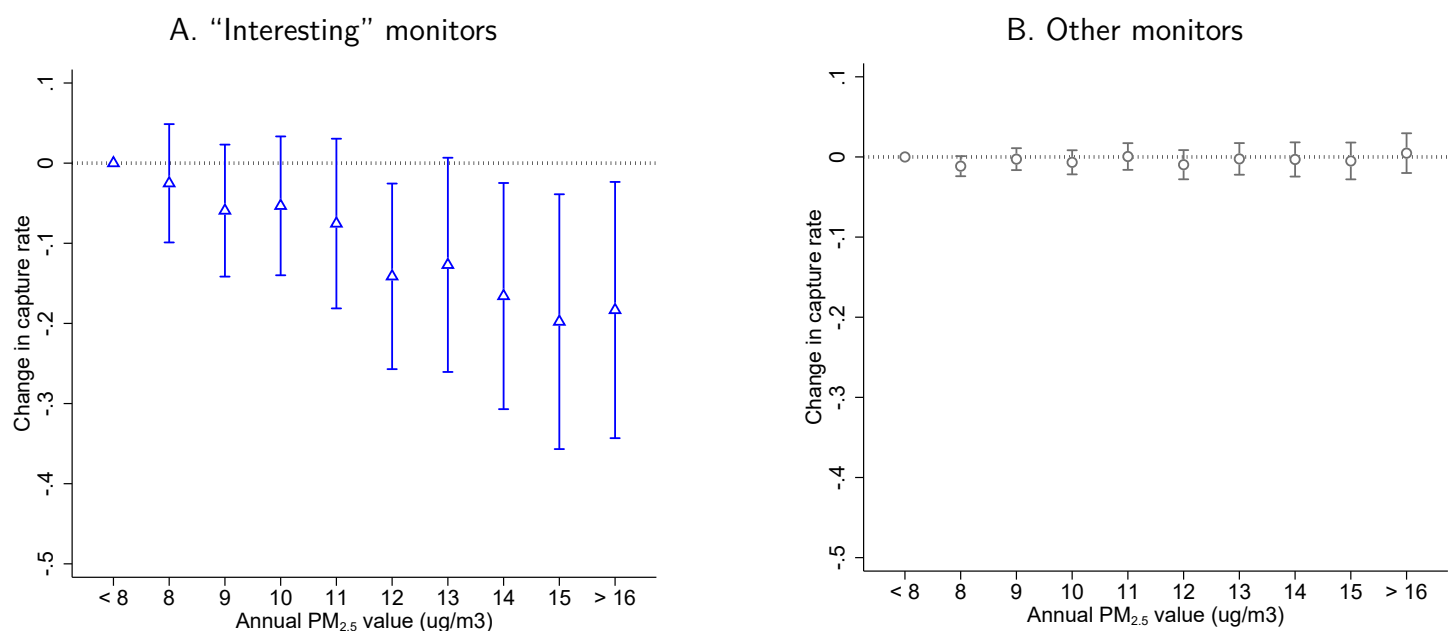 A. “Interesting” monitors
.1
0
-.1
-.2
-.3
-.4
-.5
Change in capture rate
< 8 8 9 10 11 12 13 14 15 > 16
Annual PM2.5 value (ug/m3)
B. Other monitors
.1
0
-.1
-.2
-.3
-.4
-.5
Change in capture rate
< 8 8 9 10 11 12 13 14 15 > 16
Annual PM2.5 value (ug/m3)